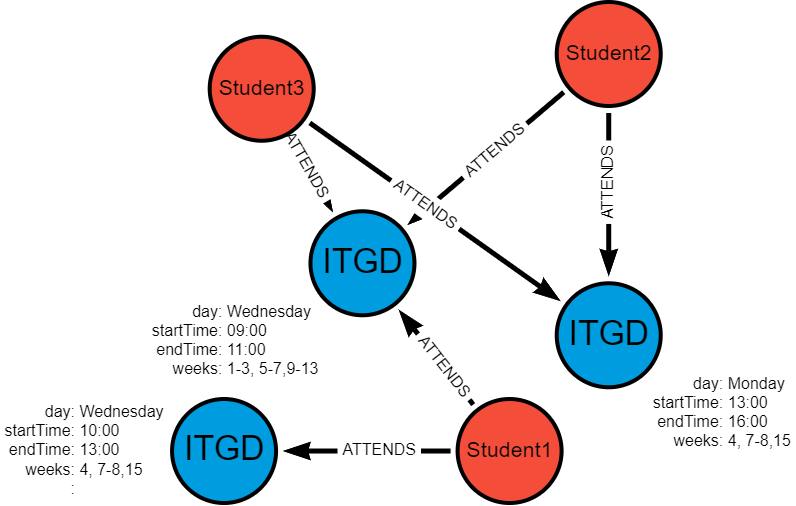 Student2
Student3
ATTENDS
ATTENDS
ATTENDS
ATTENDS
ITGD
ITGD
day: Wednesday
startTime: 09:00
endTime: 11:00
weeks: 1-3, 5-7,9-13
ATTENDS
day: Monday
startTime: 13:00
endTime: 16:00
weeks: 4, 7-8,15
day: Wednesday
startTime: 10:00
endTime: 13:00
weeks: 4, 7-8,15
:
ITGD
ATTENDS
Student1